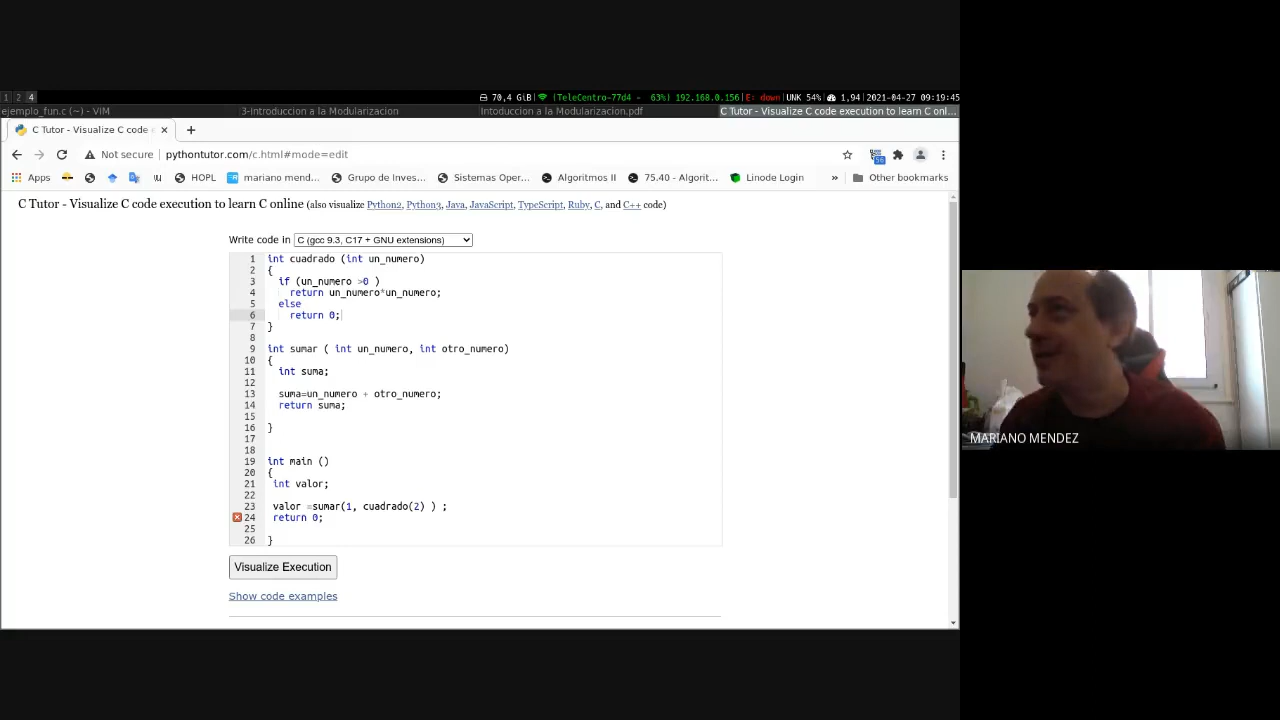 1 2 4
70,4 GiB (TeleCentro-77d4 - 63%) 192.168.0.156 E: down UNK 54% 1,94 2021-04-27 09:19:45
ejemplo_fun.c (~) - VIM
3-Introduccion a la Modularizacion
Intoduccion a la Modularizacion.pdf
C Tutor - Visualize C code execution to learn C onl...
C Tutor - Visualize C code
Not secure
pythontutor.com/c.html#mode=edit
56
Apps HOPL mariano mend... Grupo de Inves... Sistemas Oper... Algoritmos II 75.40 - Algorit... Linode Login » Other bookmarks
C Tutor - Visualize C code execution to learn C online (also visualize Python2, Python3, Java, JavaScript, TypeScript, Ruby, C, and C++ code)
Write code in C (gcc 9.3, C17 + GNU extensions)
1 int cuadrado (int un_numero)
2 {
3 if (un_numero >0 )
4 return un_numero*un_numero;
5 else
6 return 0;
7 }
8
9 int sumar ( int un_numero, int otro_numero)
10 {
11 int suma;
12
13 suma=un_numero + otro_numero;
14 return suma;
15
16 }
17
18
19 int main ()
20 {
21 int valor;
22
23 valor =sumar(1, cuadrado(2) ) ;
24 return 0;
25
26 }
Visualize Execution
Show code examples
MARIANO MENDEZ